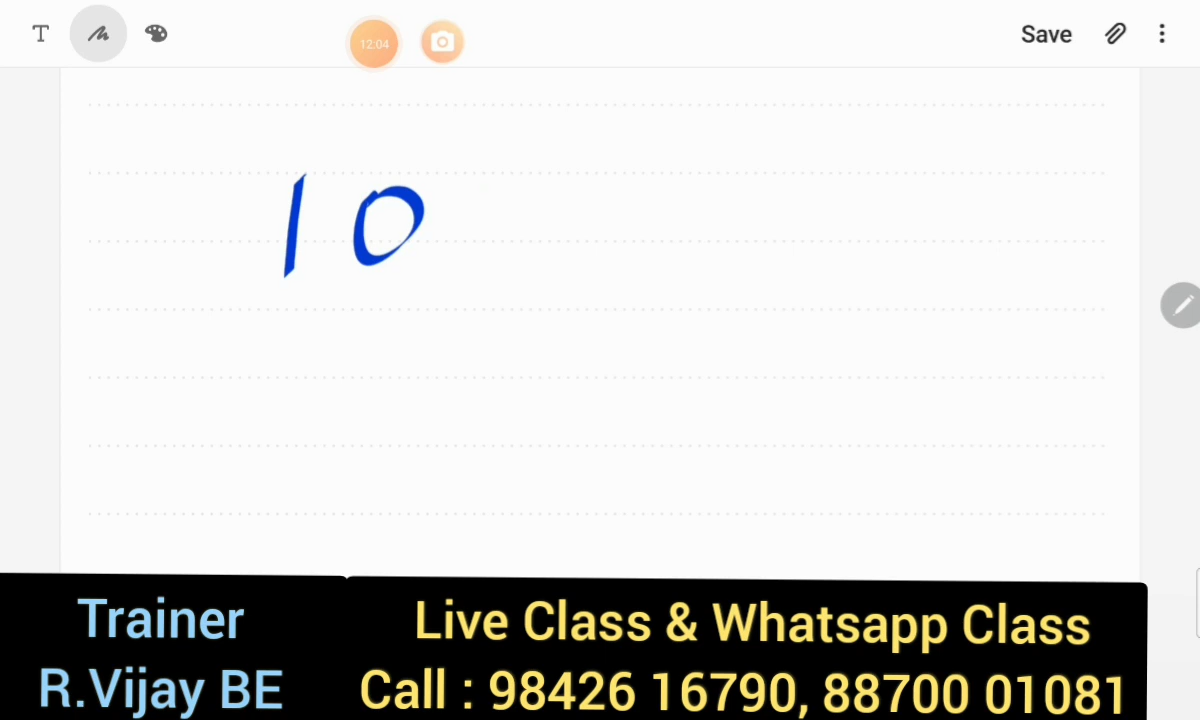 T
12:04
Save
10
Trainer
R.Vijay BE
Live Class & Whatsapp Class
Call : 98426 16790, 88700 01081